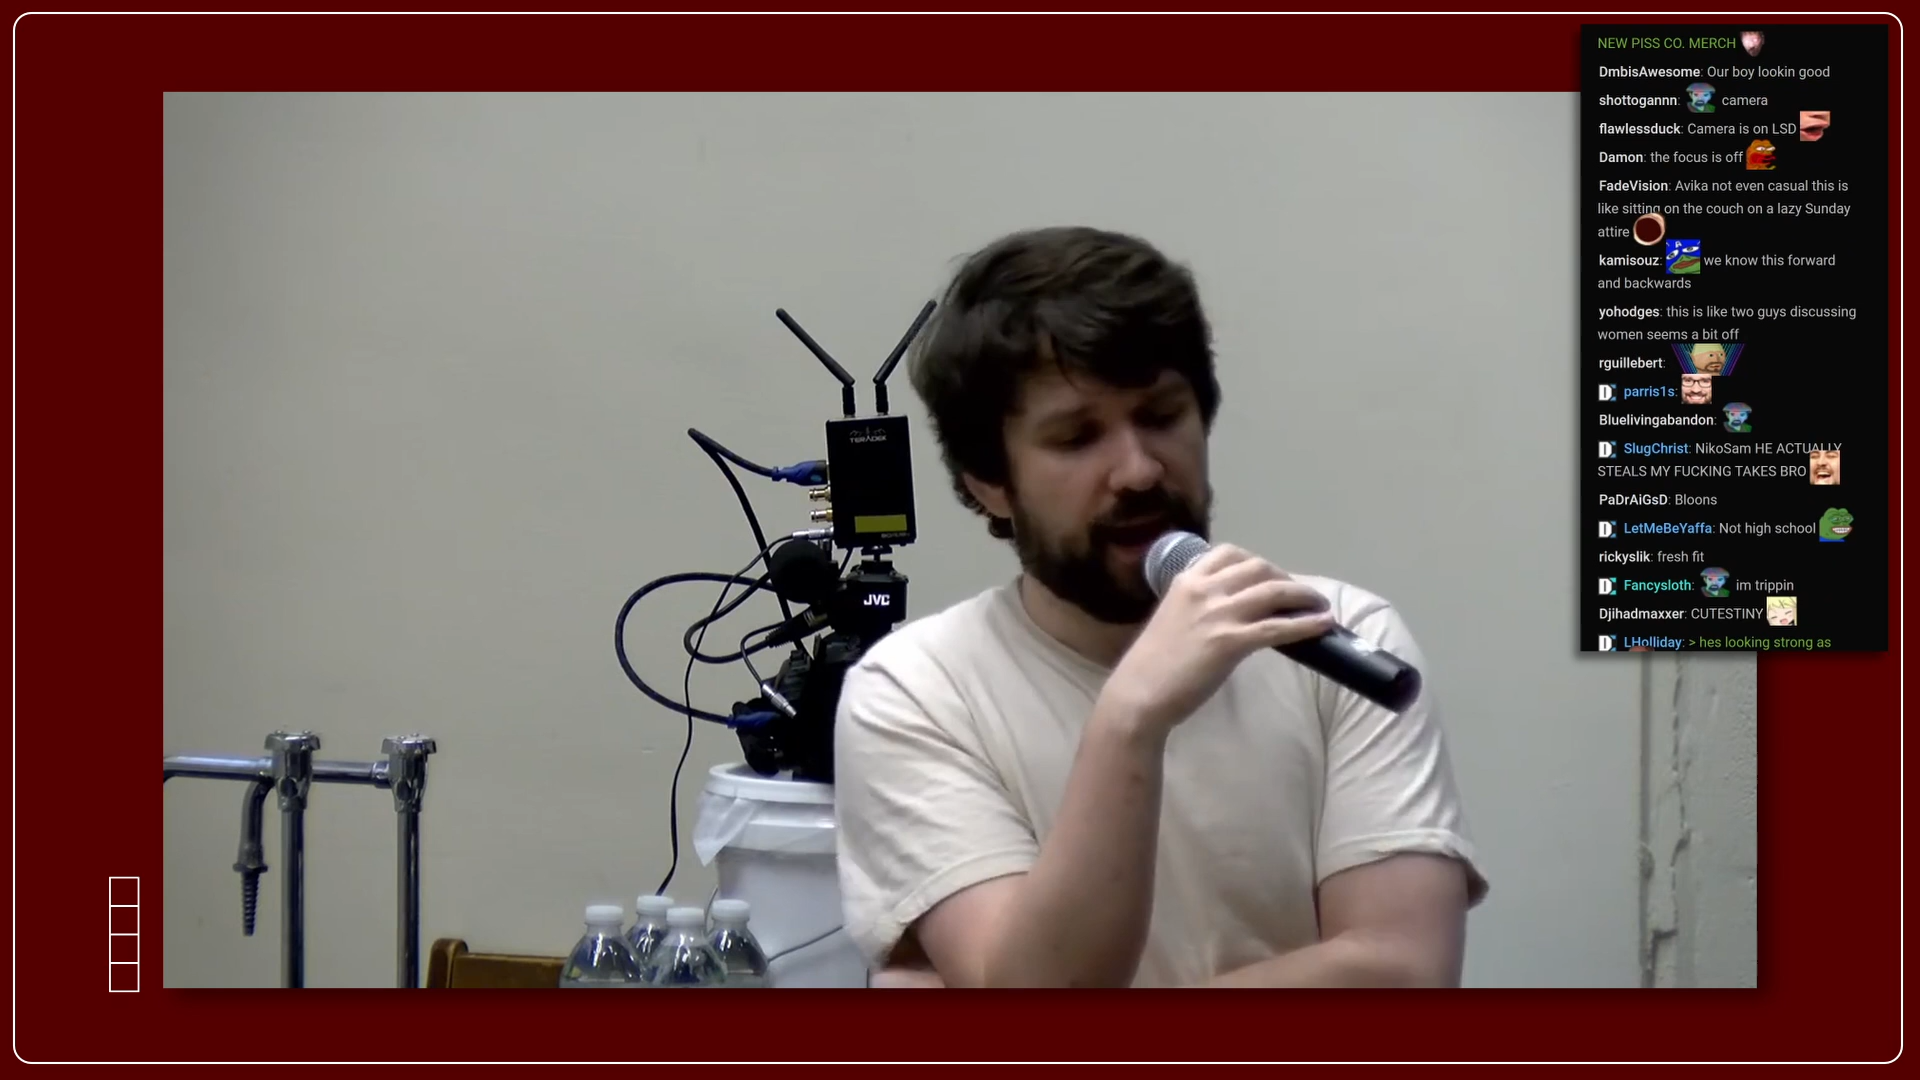 NEW PISS CO. MERCH
DmbisAwesome: Our boy lookin good
shottogannn: camera
flawlessduck: Camera is on LSD
Damon: the focus is off
FadeVision: Avika not even casual this is
like sitting on the couch on a lazy Sunday
attire
kamisouz: we know this forward
and backwards
yohodges: this is like two guys discussing
women seems a bit off
rguillebert:
parris1s:
Bluelivingabandon:
SlugChrist: NikoSam HE ACTUALLY
STEALS MY FUCKING TAKES BRO
PaDrAiGsD: Bloons
LetMeBeYaffa: Not high school
rickyslik: fresh fit
Fancysloth: im trippin
Djihadmaxxer: CUTESTINY
LHolliday: > hes looking strong as
TERADEK
JVC